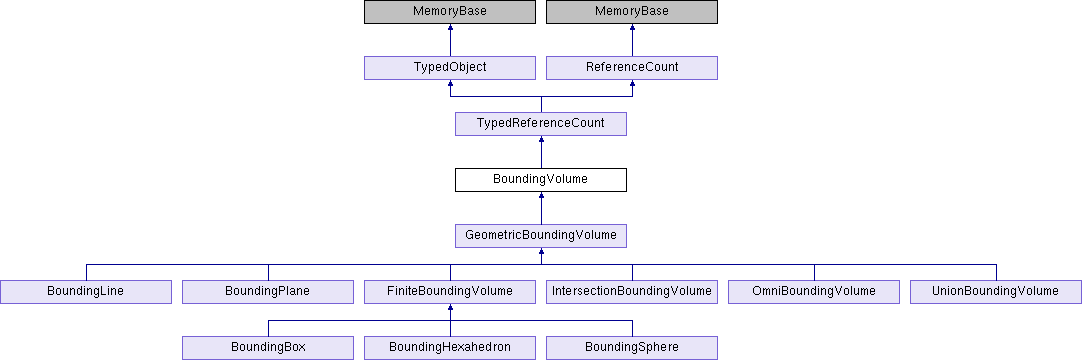 MemoryBase
MemoryBase
TypedObject
ReferenceCount
TypedReferenceCount
BoundingVolume
GeometricBoundingVolume
BoundingLine
BoundingPlane
FiniteBoundingVolume
IntersectionBoundingVolume
OmniBoundingVolume
UnionBoundingVolume
BoundingBox
BoundingHexahedron
BoundingSphere